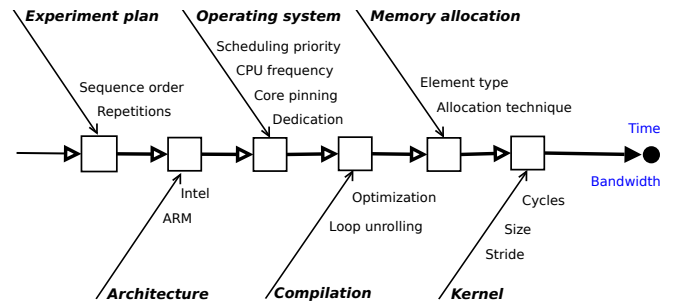 Experiment plan
Operating system
Memory allocation
Scheduling priority
CPU frequency
Core pinning
Dedication
Sequence order
Repetitions
Element type
Allocation technique
Time
Bandwidth
Intel
ARM
Optimization
Loop unrolling
Cycles
Size
Stride
Architecture
Compilation
Kernel